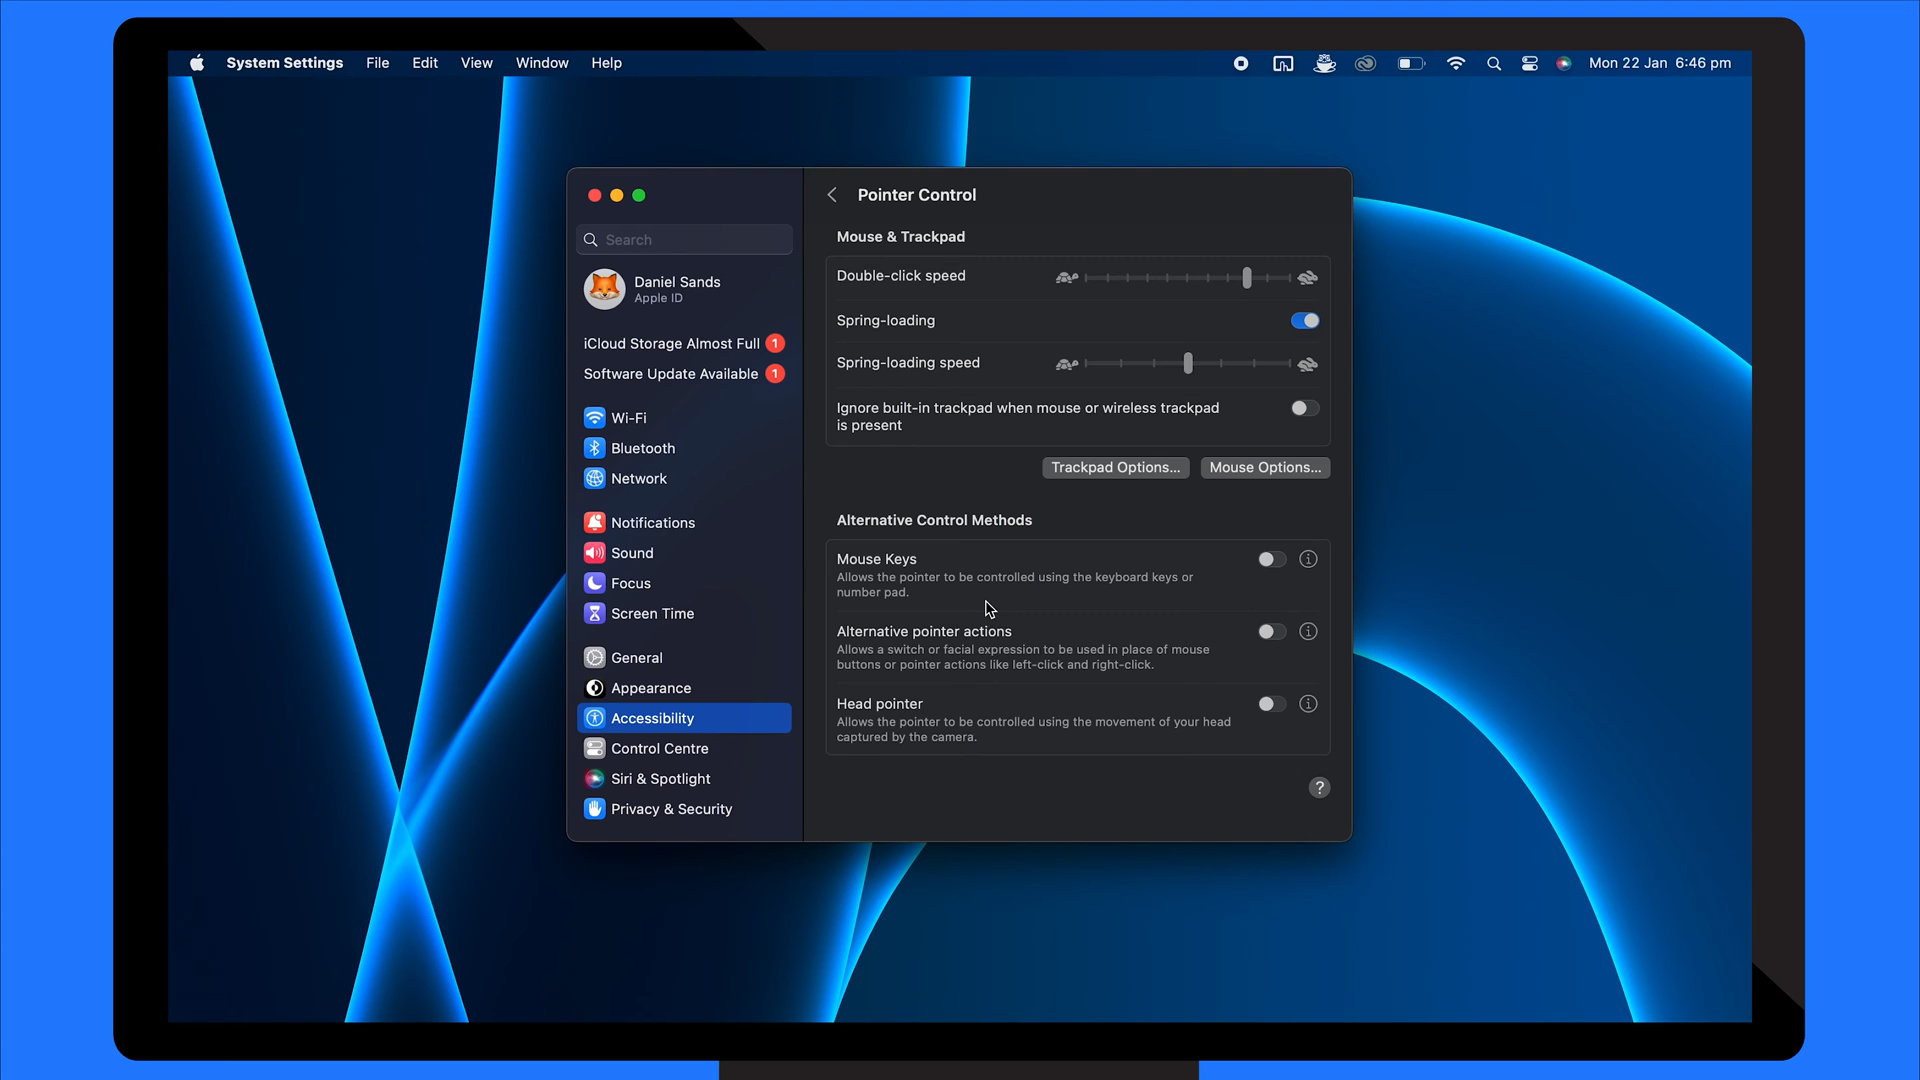 System Settings File Edit View Window Help Mon 22 Jan 6:46 pm
Search
Daniel Sands
Apple ID
iCloud Storage Almost Full 1
Software Update Available 1
Wi-Fi
Bluetooth
Network
Notifications
Sound
Focus
Screen Time
General
Appearance
Accessibility
Control Centre
Siri & Spotlight
Privacy & Security
Pointer Control
Mouse & Trackpad
Double-click speed
Spring-loading
Spring-loading speed
Ignore built-in trackpad when mouse or wireless trackpad
is present
Trackpad Options... Mouse Options...
Alternative Control Methods
Mouse Keys
Allows the pointer to be controlled using the keyboard keys or
number pad.
Alternative pointer actions
Allows a switch or facial expression to be used in place of mouse
buttons or pointer actions like left-click and right-click.
Head pointer
Allows the pointer to be controlled using the movement of your head
captured by the camera.
?